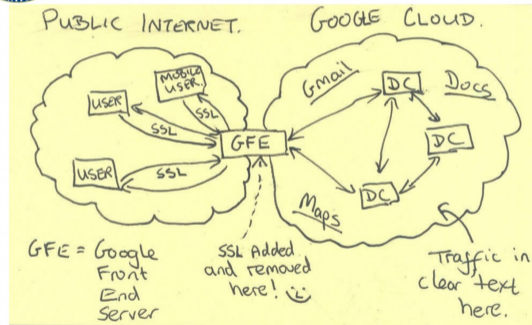 PUBLIC INTERNET.
GOOGLE CLOUD.
MOBILE
USER.
USER
SSL
SSL
USER
SSL
GFE
Gmail
DC
Docs
DC
DC
Maps
GFE = Google
Front
End
Server
SSL Added
and removed
here!
Traffic in
clear text
here.